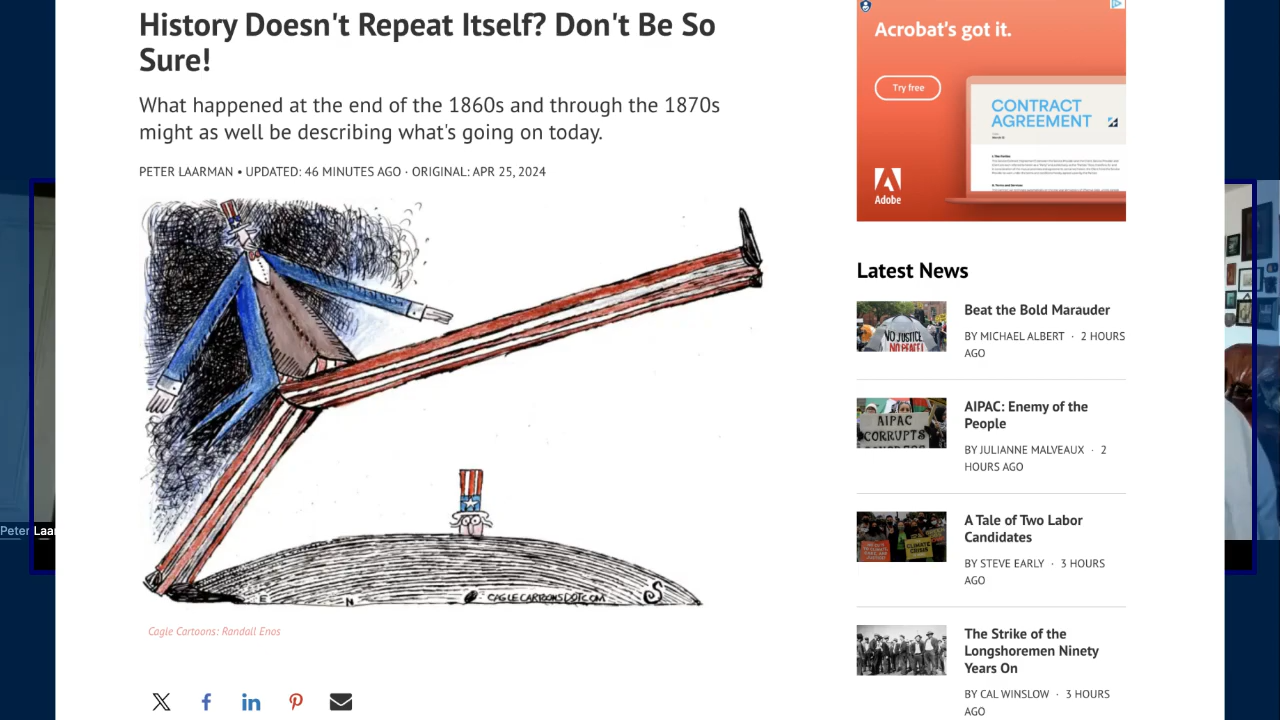 History Doesn't Repeat Itself? Don't Be So
Sure!
What happened at the end of the 1860s and through the 1870s
might as well be describing what's going on today.
PETER LAARMAN • UPDATED: 46 MINUTES AGO · ORIGINAL: APR 25, 2024
E
N
CAGLECARTOONSDOTCOM
S
Cagle Cartoons: Randall Enos
Peter Laar
Acrobat's got it.
Try free
CONTRACT
AGREEMENT
Adobe
Latest News
NO JUSTICE
NO PEACE!
Beat the Bold Marauder
BY MICHAEL ALBERT · 2 HOURS
AGO
AIPAC
CORRUPTS
AIPAC: Enemy of the
People
BY JULIANNE MALVEAUX · 2
HOURS AGO
CLIMATE
CRISIS
A Tale of Two Labor
Candidates
BY STEVE EARLY · 3 HOURS
AGO
The Strike of the
Longshoremen Ninety
Years On
BY CAL WINSLOW · 3 HOURS
AGO